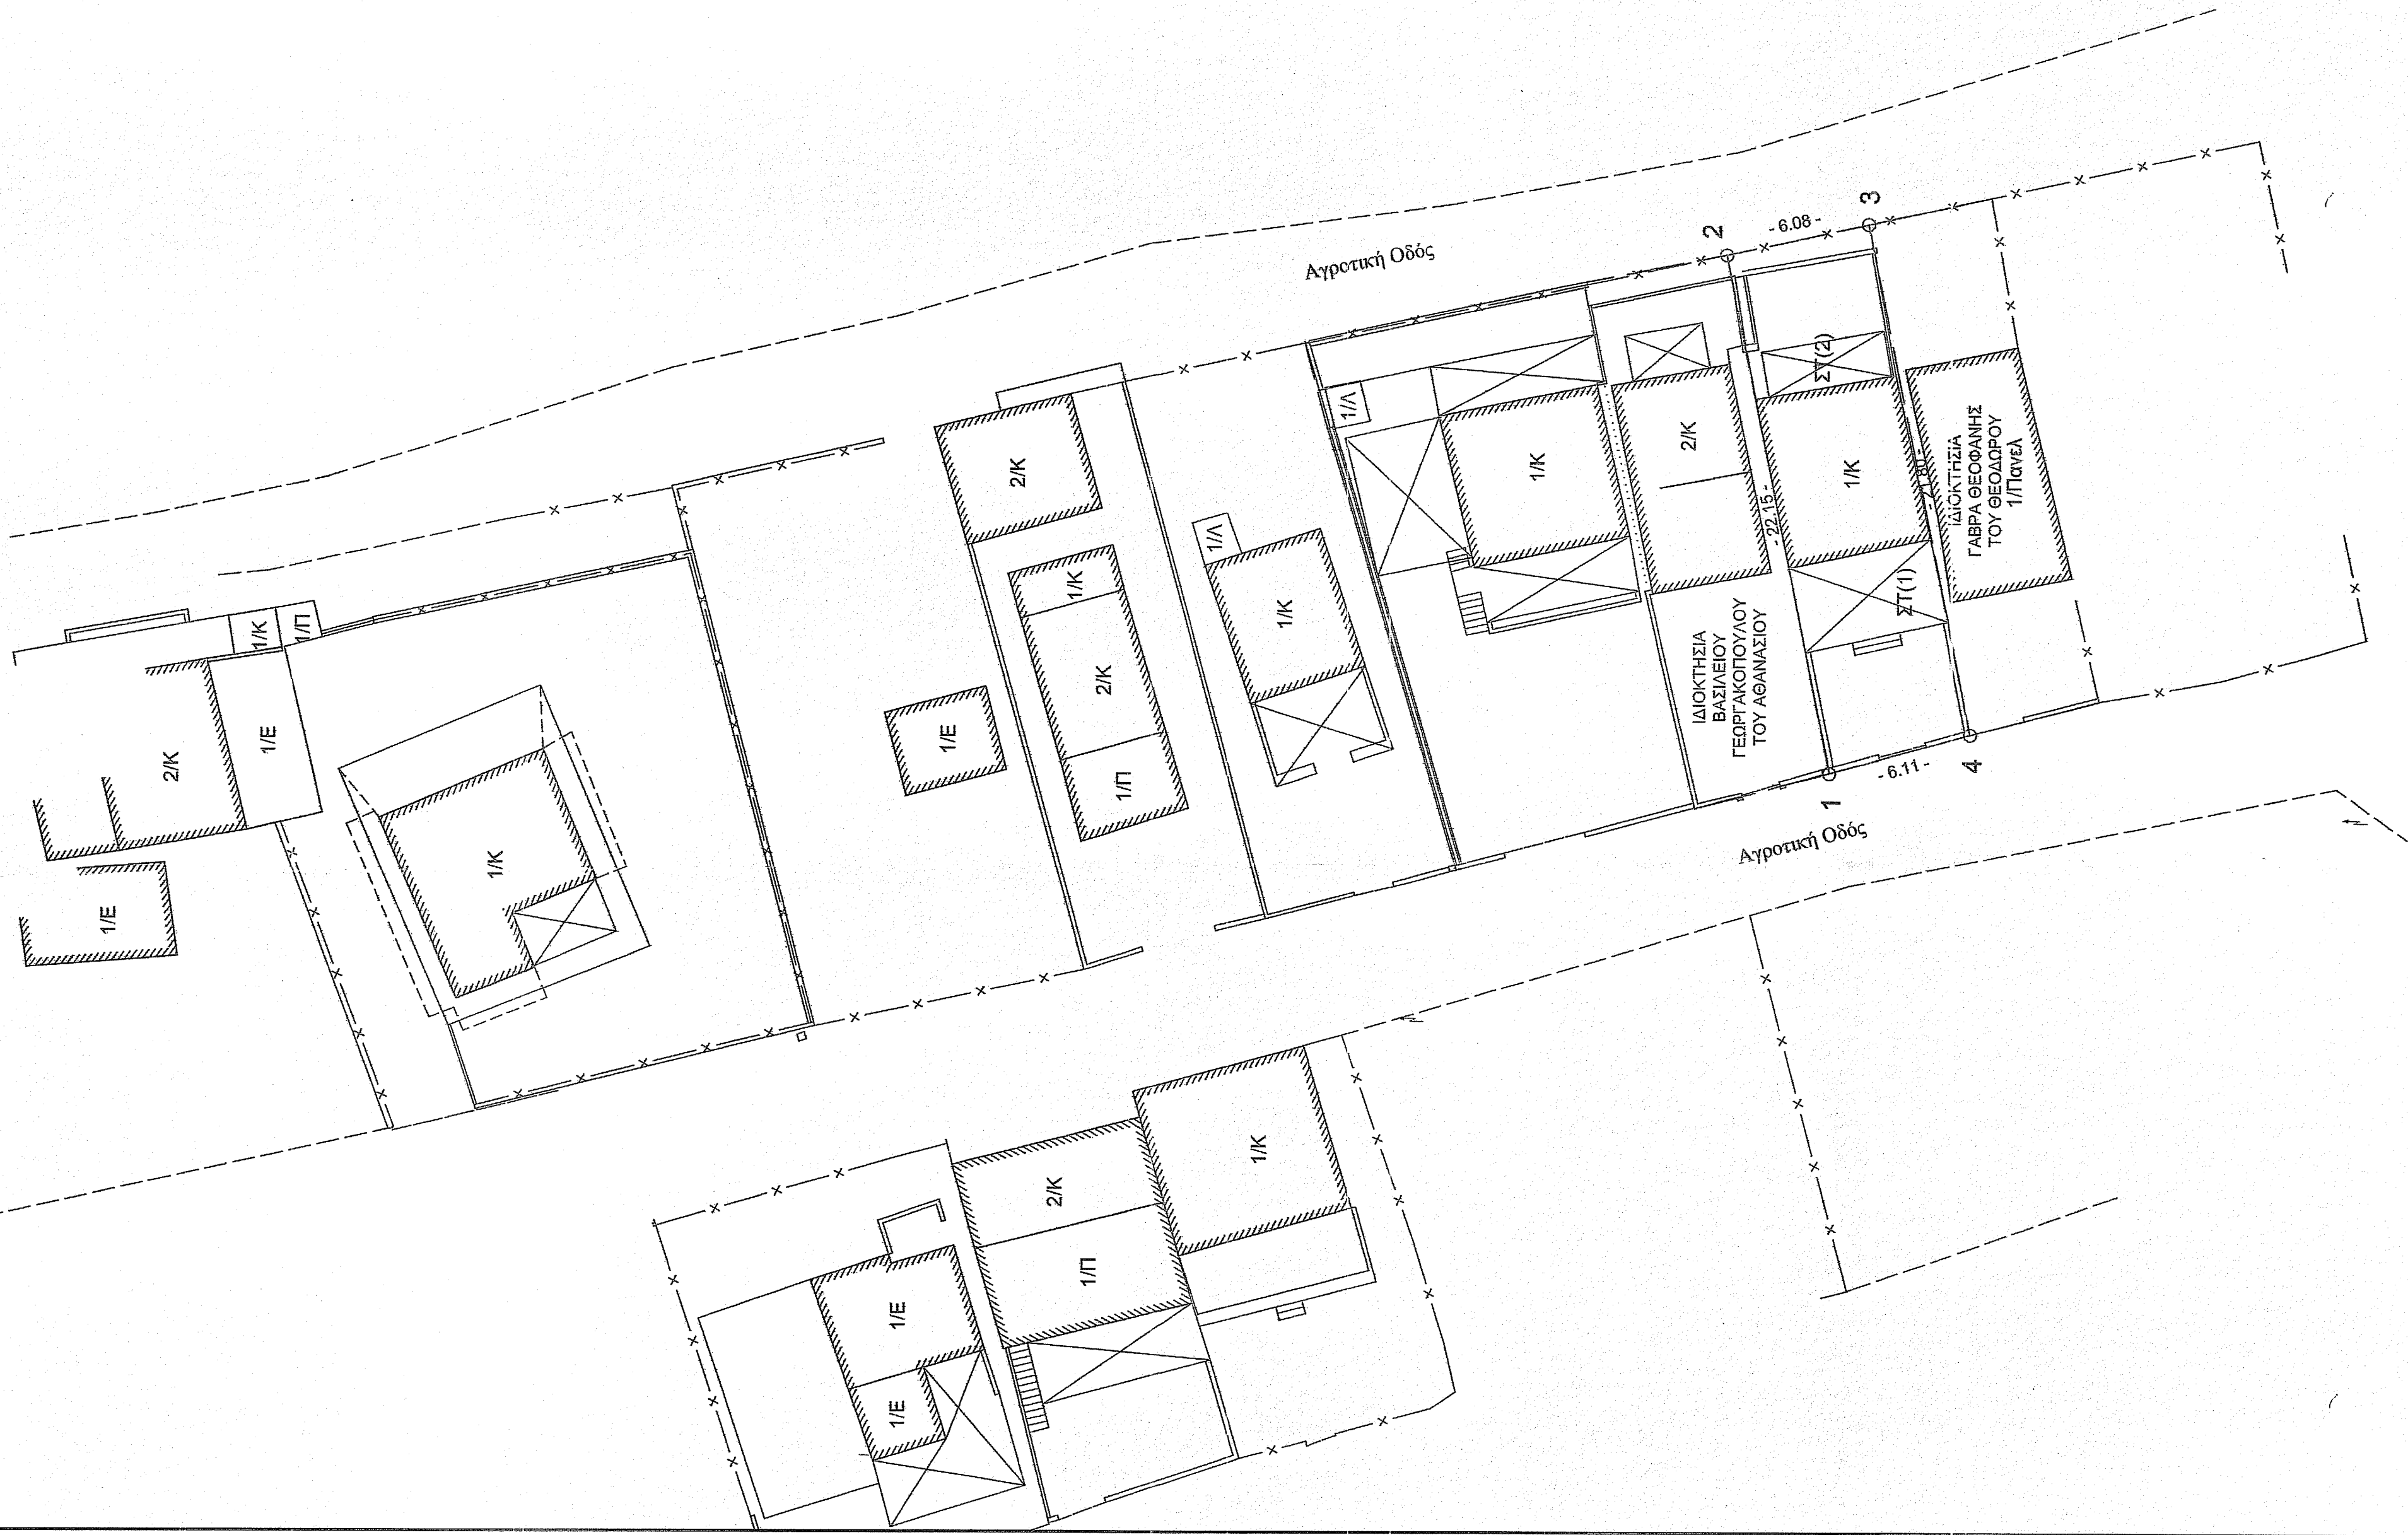 Αγροτική Οδός
2
- 6.08 -
3
ΣΤ(2)
1/Λ
2/Κ
1/Κ
1/Κ
- 22.15 -
ΙΔΙΟΚΤΗΣΙΑ
ΓΑΒΡΑ ΘΕΟΦΑΝΗΣ
ΤΟΥ ΘΕΟΔΩΡΟΥ
1/Πανελ
2/Κ
1/Λ
1/Κ
1/Κ
2/Κ
1/Π
1/Ε
ΣΤ(1)
ΙΔΙΟΚΤΗΣΙΑ
ΒΑΣΙΛΕΙΟΥ
ΓΕΩΡΓΑΚΟΠΟΥΛΟΥ
ΤΟΥ ΑΘΑΝΑΣΙΟΥ
1/Κ
1/Π
2/Κ
1/Ε
1/Κ
1/Ε
1
- 6.11 -
4
Αγροτική Οδός
1/Κ
2/Κ
1/Π
1/Ε
1/Ε